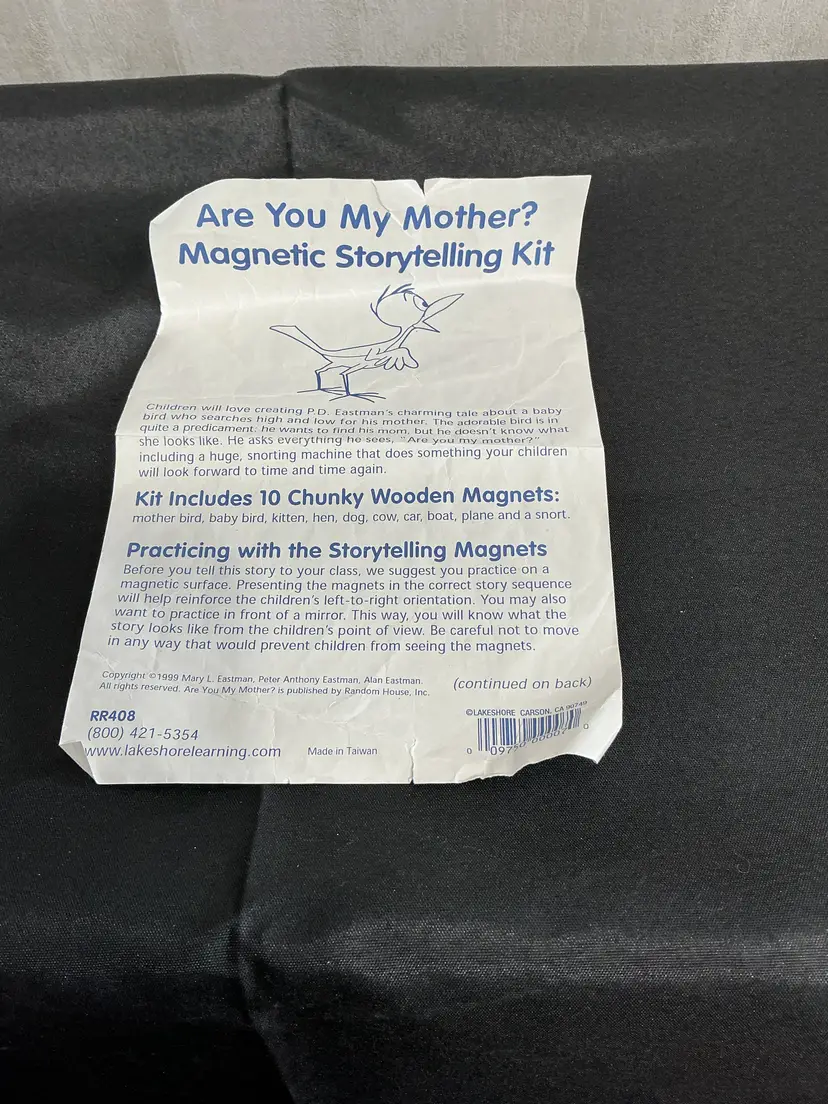 Are You My Mother?
Magnetic Storytelling Kit
Children will love creating P.D. Eastman's charming tale about a baby
bird who searches high and low for his mother. The adorable bird is in
quite a predicament: he wants to find his mom, but he doesn't know what
she looks like. He asks everything he sees, "Are you my mother?"
including a huge, snorting machine that does something your children
will look forward to time and time again.
Kit Includes 10 Chunky Wooden Magnets:
mother bird, baby bird, kitten, hen, dog, cow, car, boat, plane and a snort.
Practicing with the Storytelling Magnets
Before you tell this story to your class, we suggest you practice on a
magnetic surface. Presenting the magnets in the correct story sequence
will help reinforce the children's left-to-right orientation. You may also
want to practice in front of a mirror. This way, you will know what the
story looks like from the children's point of view. Be careful not to move
in any way that would prevent children from seeing the magnets.
Copyright ©1999 Mary L. Eastman, Peter Anthony Eastman, Alan Eastman.
All rights reserved. Are You My Mother? is published by Random House, Inc.
(continued on back)
RR408
(800) 421-5354
www.lakeshorelearning.com
Made in Taiwan
©LAKESHORE CARSON, CA 90749
0